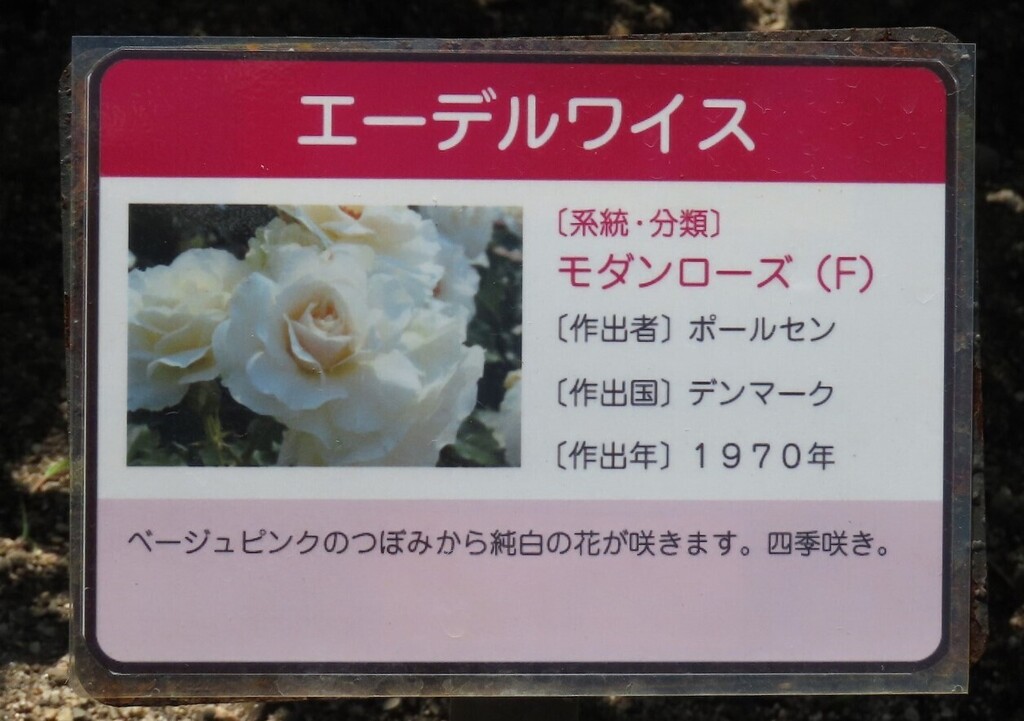 エーデルワイス
〔系統・分類〕
モダンローズ（F）
〔作出者〕ポールセン
〔作出国〕デンマーク
〔作出年〕１９７０年
ベージュピンクのつぼみから純白の花が咲きます。四季咲き。